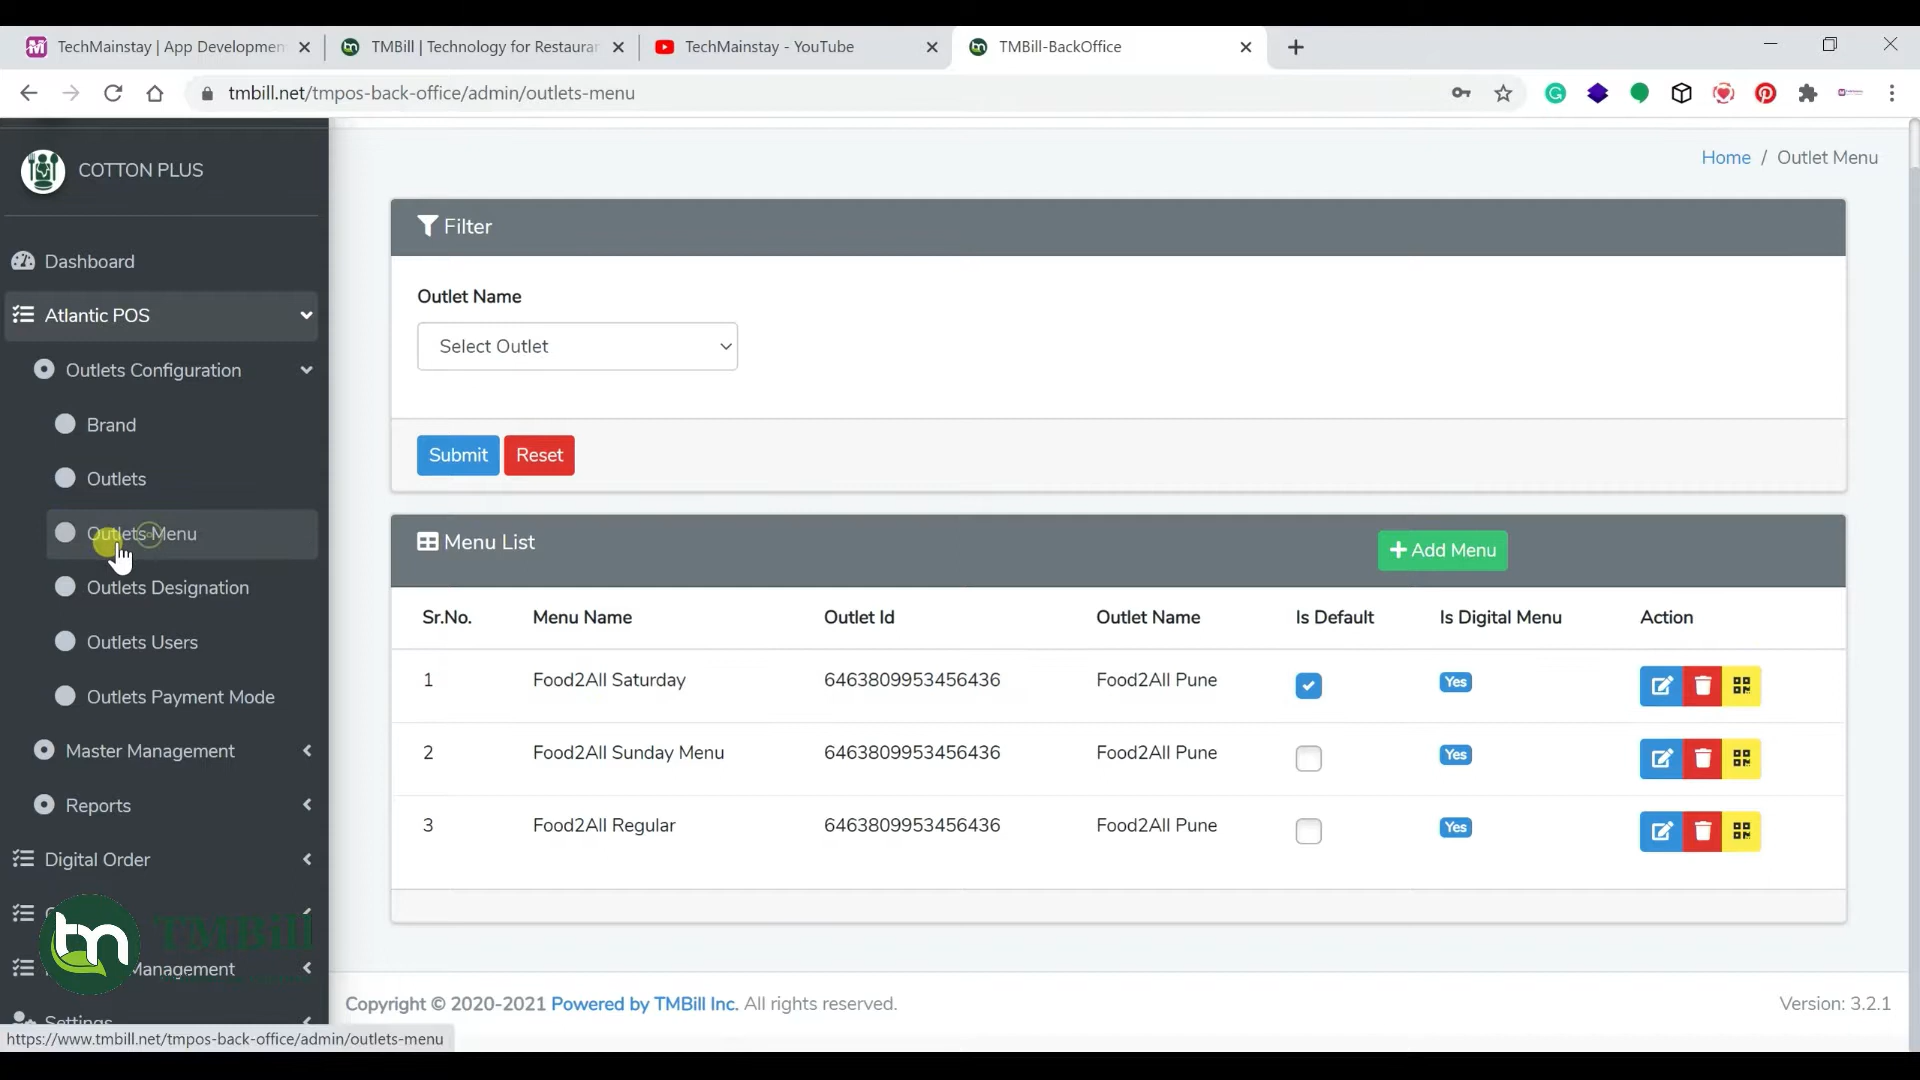 TechMainstay | App Developmen
TMBill | Technology for Restaurar
TechMainstay - YouTube
TMBill-BackOffice
tmbill.net/tmpos-back-office/admin/outlets-menu
COTTON PLUS
Dashboard
Atlantic POS
Outlets Configuration
Brand
Outlets
Outlets Menu
Outlets Designation
Outlets Users
Outlets Payment Mode
Master Management
Reports
Digital Order
TMBill
Management
Settings
Home / Outlet Menu
Filter
Outlet Name
Select Outlet
Submit Reset
Menu List
Add Menu
Sr.No. Menu Name Outlet Id Outlet Name Is Default Is Digital Menu Action
1 Food2All Saturday 6463809953456436 Food2All Pune Yes
2 Food2All Sunday Menu 6463809953456436 Food2All Pune Yes
3 Food2All Regular 6463809953456436 Food2All Pune Yes
Copyright © 2020-2021 Powered by TMBill Inc. All rights reserved.
Version: 3.2.1
https://www.tmbill.net/tmpos-back-office/admin/outlets-menu